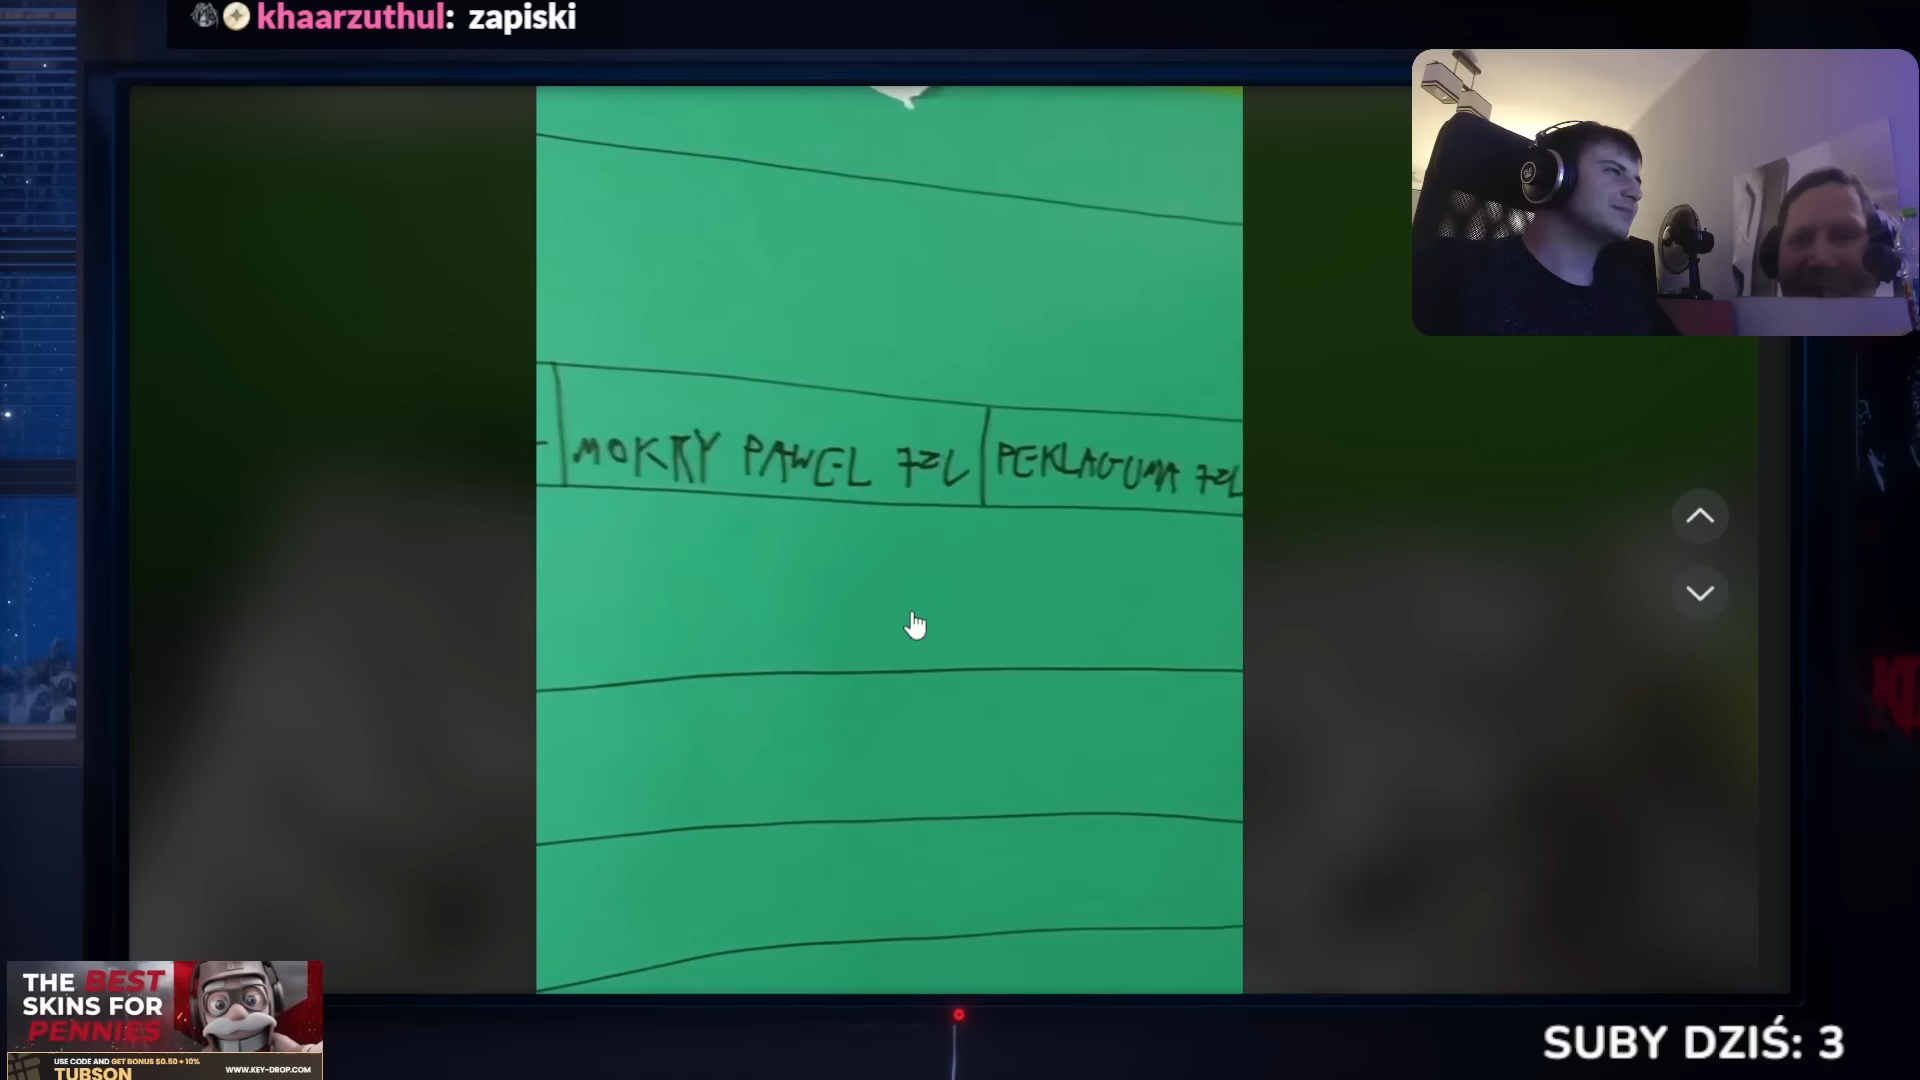 khaarzuthul: zapiski
MOKRY PAWEL 7ZL PEKLAGUMA 7ZL
THE BEST
SKINS FOR
PENNIES
USE CODE AND GET BONUS $0.50 + 10%
TUBSON
WWW.KEY-DROP.COM
SUBY DZIŚ: 3